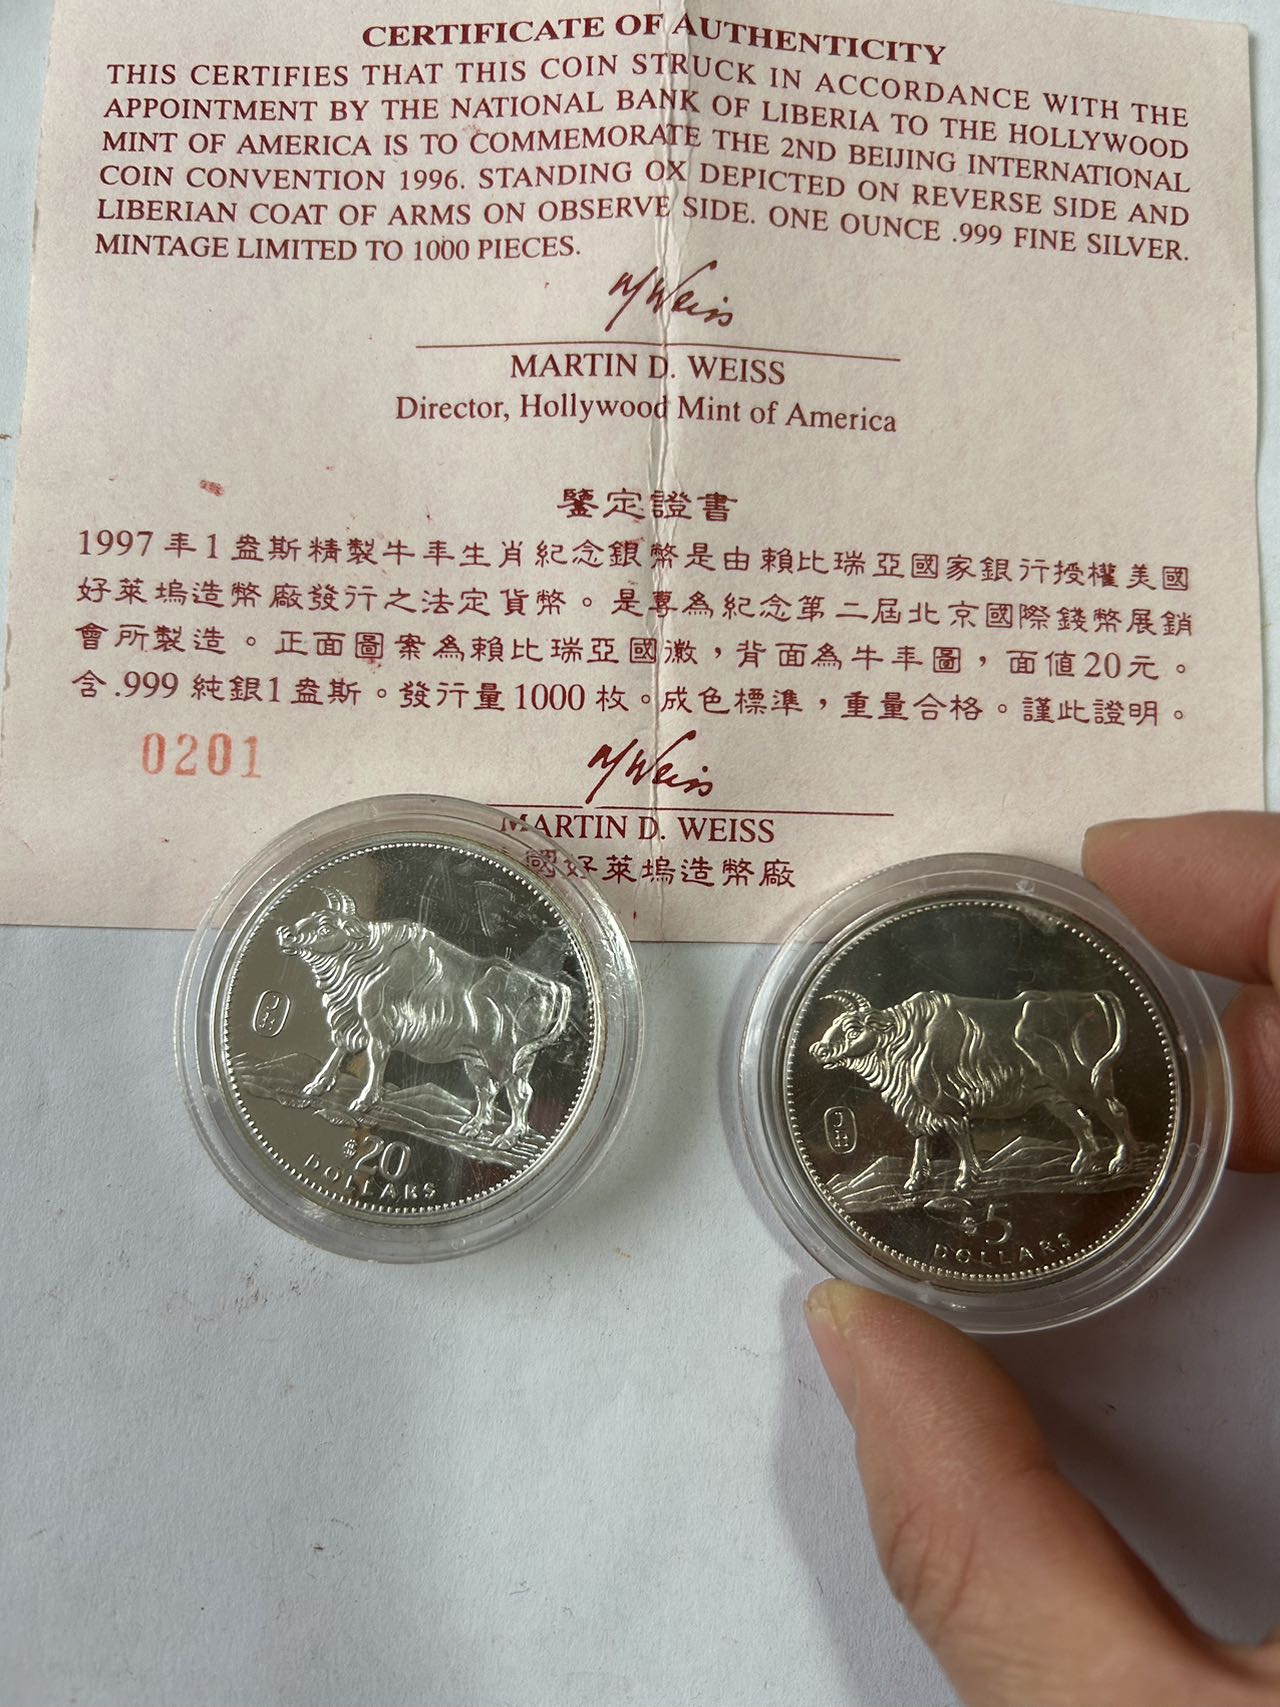 CERTIFICATE OF AUTHENTICITY
THIS CERTIFIES THAT THIS COIN STRUCK IN ACCORDANCE WITH THE
APPOINTMENT BY THE NATIONAL BANK OF LIBERIA TO THE HOLLYWOOD
MINT OF AMERICA IS TO COMMEMORATE THE 2ND BEIJING INTERNATIONAL
COIN CONVENTION 1996. STANDING OX DEPICTED ON REVERSE SIDE AND
LIBERIAN COAT OF ARMS ON OBSERVE SIDE. ONE OUNCE .999 FINE SILVER.
MINTAGE LIMITED TO 1000 PIECES.
M Weiss
MARTIN D. WEISS
Director, Hollywood Mint of America
鑒定證書
1997年1盎斯精製牛年生肖紀念銀幣是由賴比瑞亞國家銀行授權美國
好萊塢造幣廠發行之法定貨幣。是專為紀念第二屆北京國際錢幣展銷
會所製造。正面圖案為賴比瑞亞國徽，背面為牛年圖，面值20元。
含.999純銀1盎斯。發行量1000枚。成色標準，重量合格。謹此證明。
0201
M Weiss
MARTIN D. WEISS
國好萊塢造幣廠
$20
DOLLARS
$5
DOLLARS